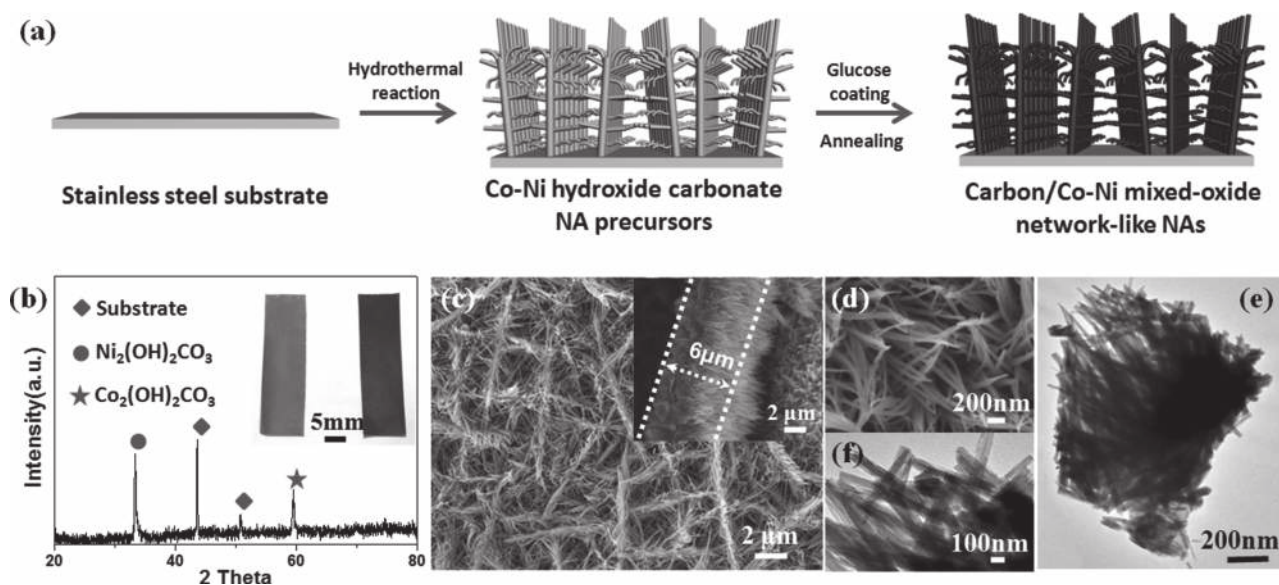 (a)
Hydrothermal
reaction
Glucose
coating
Annealing
Stainless steel substrate
Co-Ni hydroxide carbonate
NA precursors
Carbon/Co-Ni mixed-oxide
network-like NAs
(b)
Substrate
Ni₂(OH)₂CO₃
Co₂(OH)₂CO₃
5mm
Intensity(a. u.)
20 40 60 80
2 Theta
(c)
6μm
2 μm
2 μm
(d)
200nm
(f)
100nm
(e)
200nm